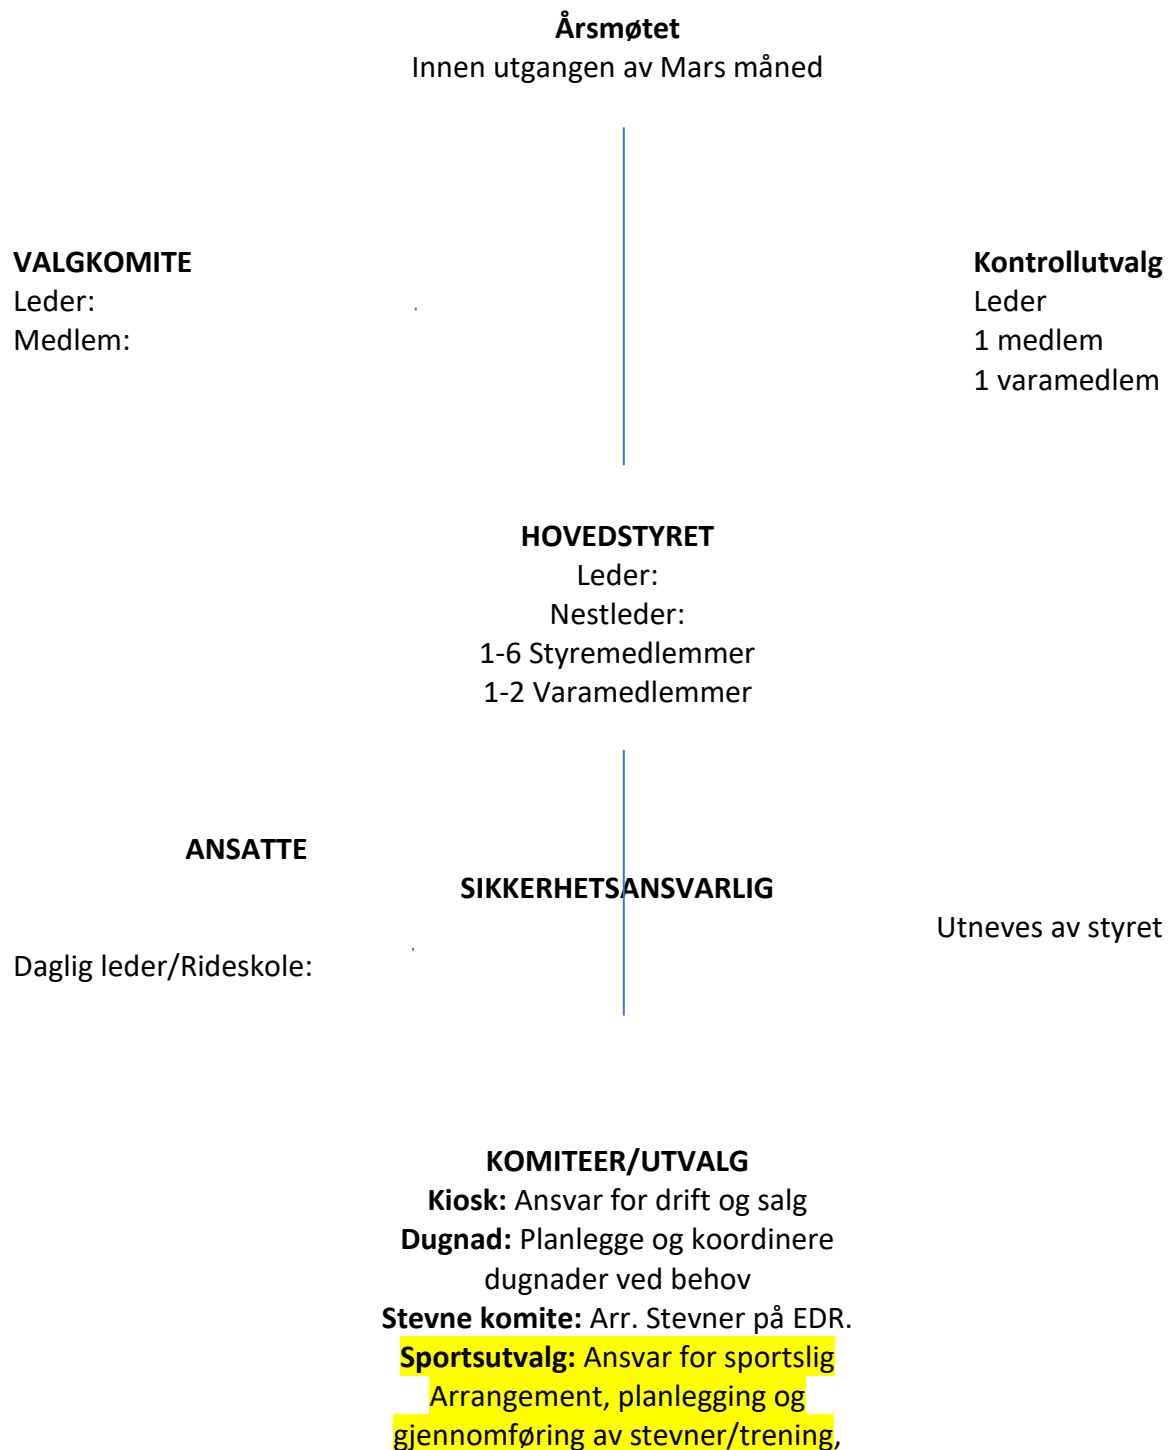 Årsmøtet
Innen utgangen av Mars måned
VALGKOMITE
Leder:
Medlem:
Kontrollutvalg
Leder
1 medlem
1 varamedlem
HOVEDSTYRET
Leder:
Nestleder:
1-6 Styremedlemmer
1-2 Varamedlemmer
ANSATTE
SIKKERHETSANSVARLIG
Utneves av styret
Daglig leder/Rideskole:
KOMITEER/UTVALG
Kiosk: Ansvar for drift og salg
Dugnad: Planlegge og koordinere
dugnader ved behov
Stevne komite: Arr. Stevner på EDR.
Sportsutvalg: Ansvar for sportslig
Arrangement, planlegging og
gjennomføring av stevner/trening,